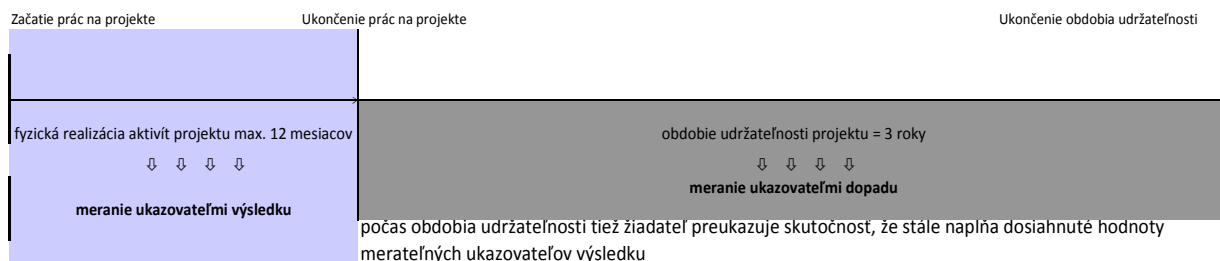 Začatie prác na projekte
Ukončenie prác na projekte
Ukončenie obdobia udržateľnosti
fyzická realizácia aktivít projektu max. 12 mesiacov
obdobie udržateľnosti projektu = 3 roky
⇩ ⇩ ⇩ ⇩
⇩ ⇩ ⇩ ⇩
meranie ukazovateľmi výsledku
meranie ukazovateľmi dopadu
počas obdobia udržateľnosti tiež žiadateľ preukazuje skutočnosť, že stále napĺňa dosiahnuté hodnoty
merateľných ukazovateľov výsledku